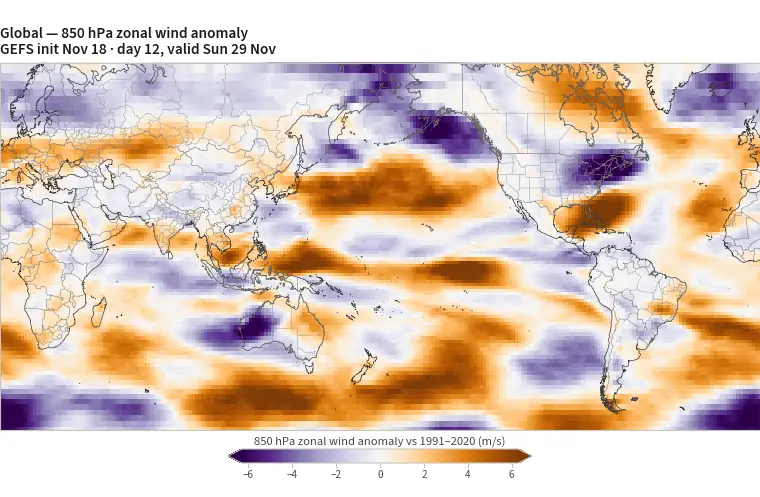 Global — 850 hPa zonal wind anomaly
GEFS init Nov 18 · day 12, valid Sun 29 Nov
850 hPa zonal wind anomaly vs 1991–2020 (m/s)
−6 −4 −2 0 2 4 6